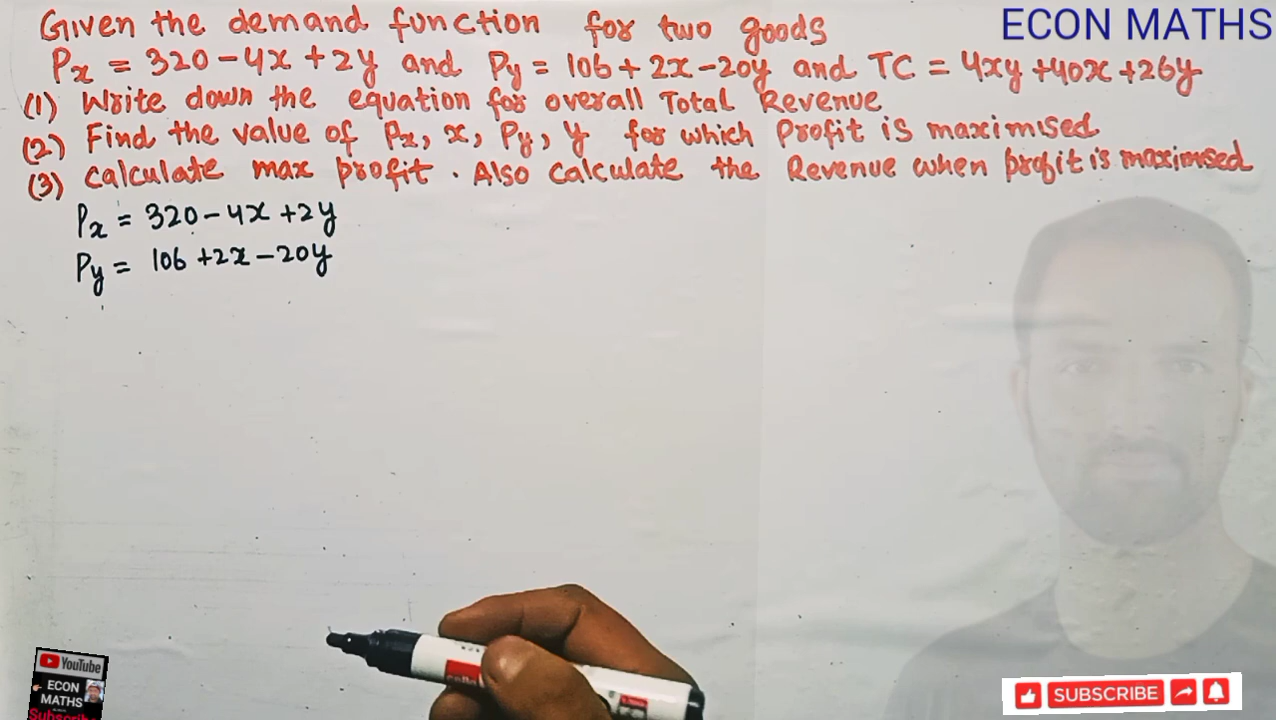 Given the demand function for two goods
ECON MATHS
Px = 320-4x+2y and Py = 106+2x-20y and TC = 4xy+40x+26y
(1) Write down the equation for overall Total Revenue
(2) Find the value of Px, x, Py, y for which Profit is maximised
(3) Calculate max profit. Also calculate the Revenue when profit is maximised
Px = 320-4x+2y
Py = 106+2x-20y
YouTube
ECON
MATHS
Subscribe
SUBSCRIBE